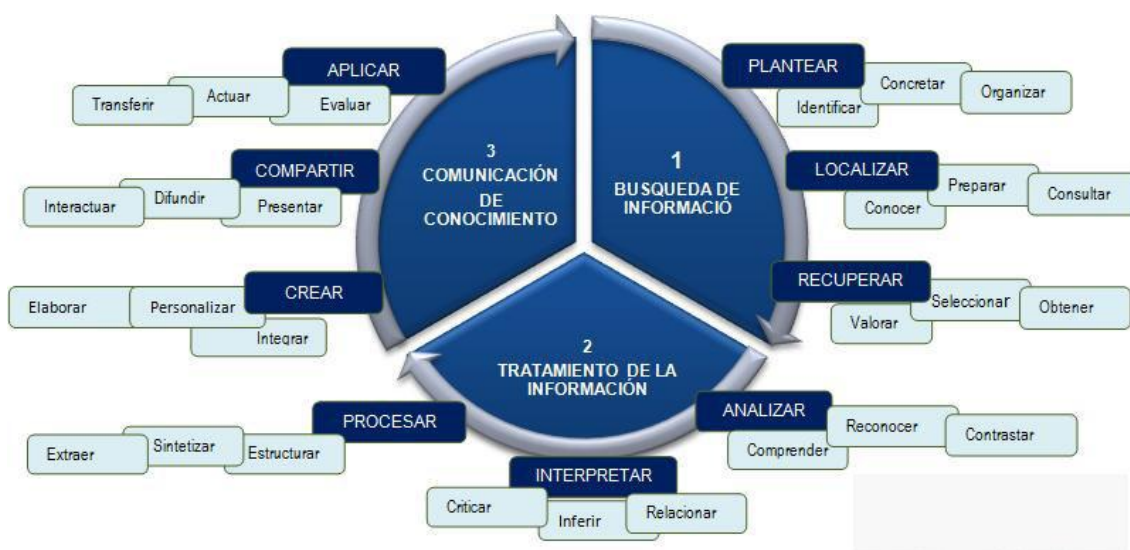 1
BUSQUEDA DE
INFORMACIÓ
PLANTEAR
Identificar
Concretar
Organizar
LOCALIZAR
Conocer
Preparar
Consultar
RECUPERAR
Valorar
Seleccionar
Obtener
2
TRATAMIENTO DE LA
INFORMACIÓN
ANALIZAR
Comprender
Reconocer
Contrastar
INTERPRETAR
Criticar
Inferir
Relacionar
PROCESAR
Extraer
Sintetizar
Estructurar
3
COMUNICACIÓN
DE
CONOCIMIENTO
CREAR
Elaborar
Personalizar
Integrar
COMPARTIR
Interactuar
Difundir
Presentar
APLICAR
Transferir
Actuar
Evaluar